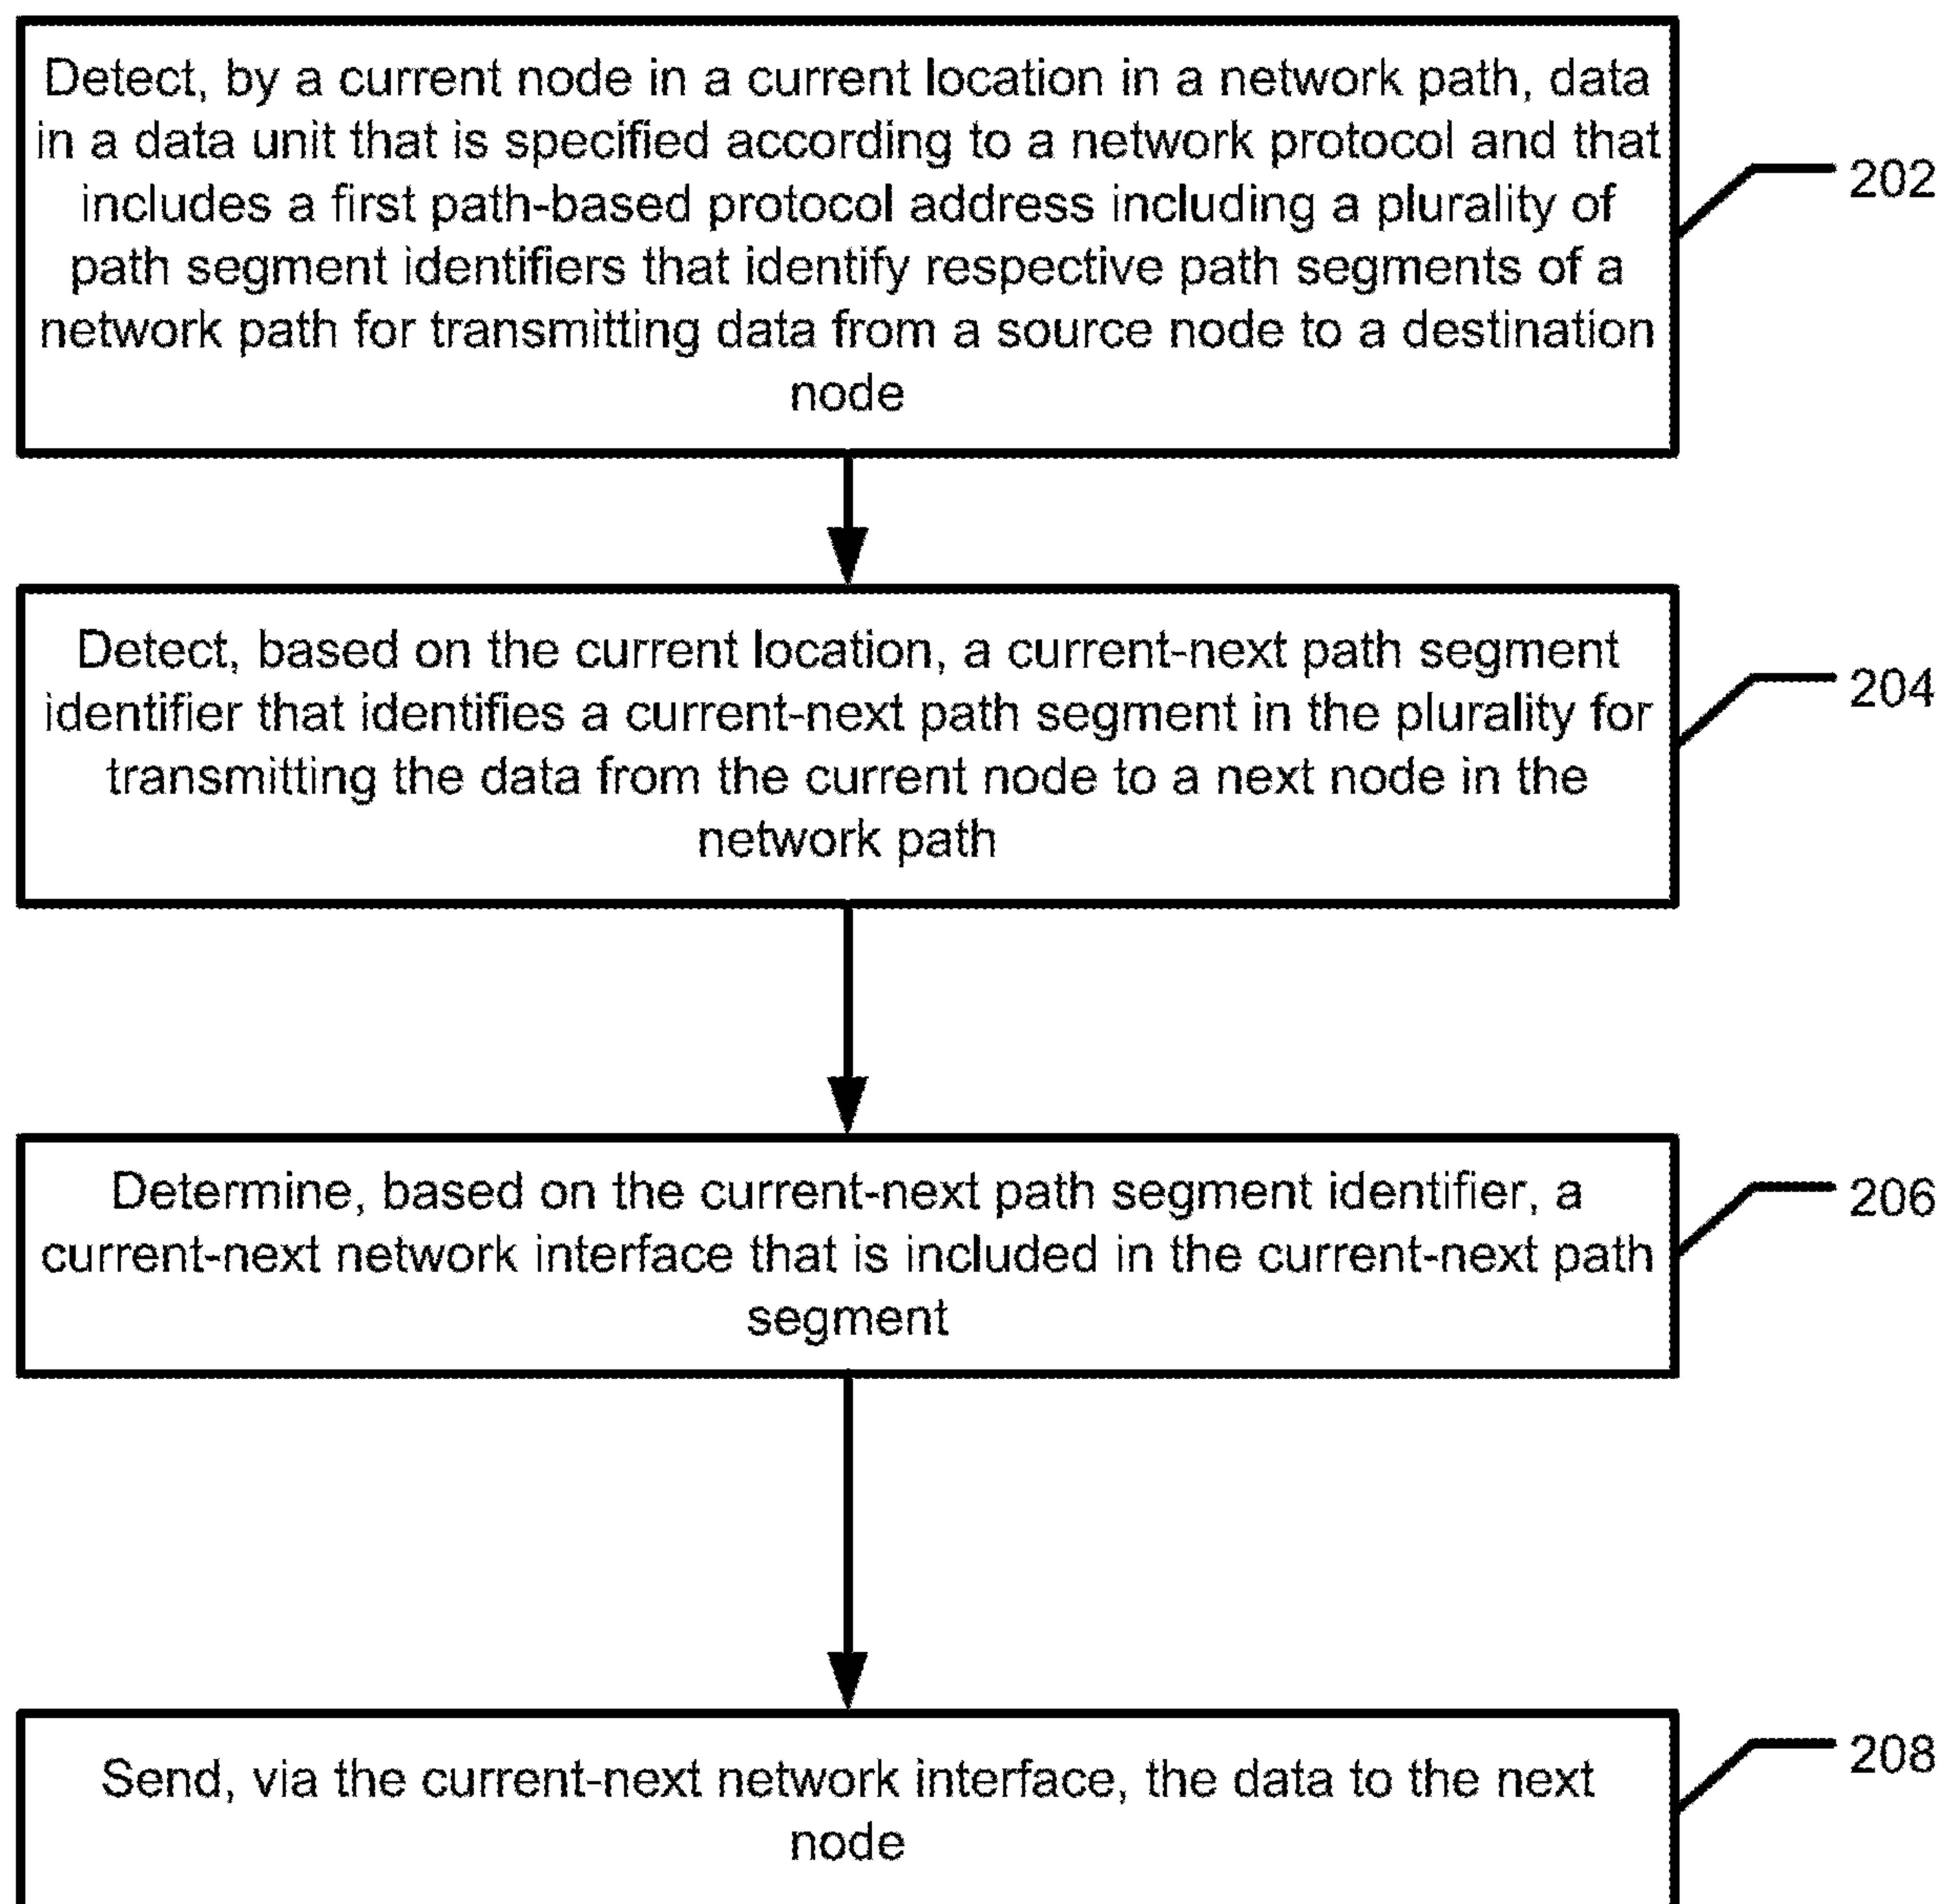 Detect, by a current node in a current location in a network path, data
in a data unit that is specified according to a network protocol and that
includes a first path-based protocol address including a plurality of
path segment identifiers that identify respective path segments of a
network path for transmitting data from a source node to a destination
node
202
Detect, based on the current location, a current-next path segment
identifier that identifies a current-next path segment in the plurality for
transmitting the data from the current node to a next node in the
network path
204
Determine, based on the current-next path segment identifier, a
current-next network interface that is included in the current-next path
segment
206
Send, via the current-next network interface, the data to the next
node
208